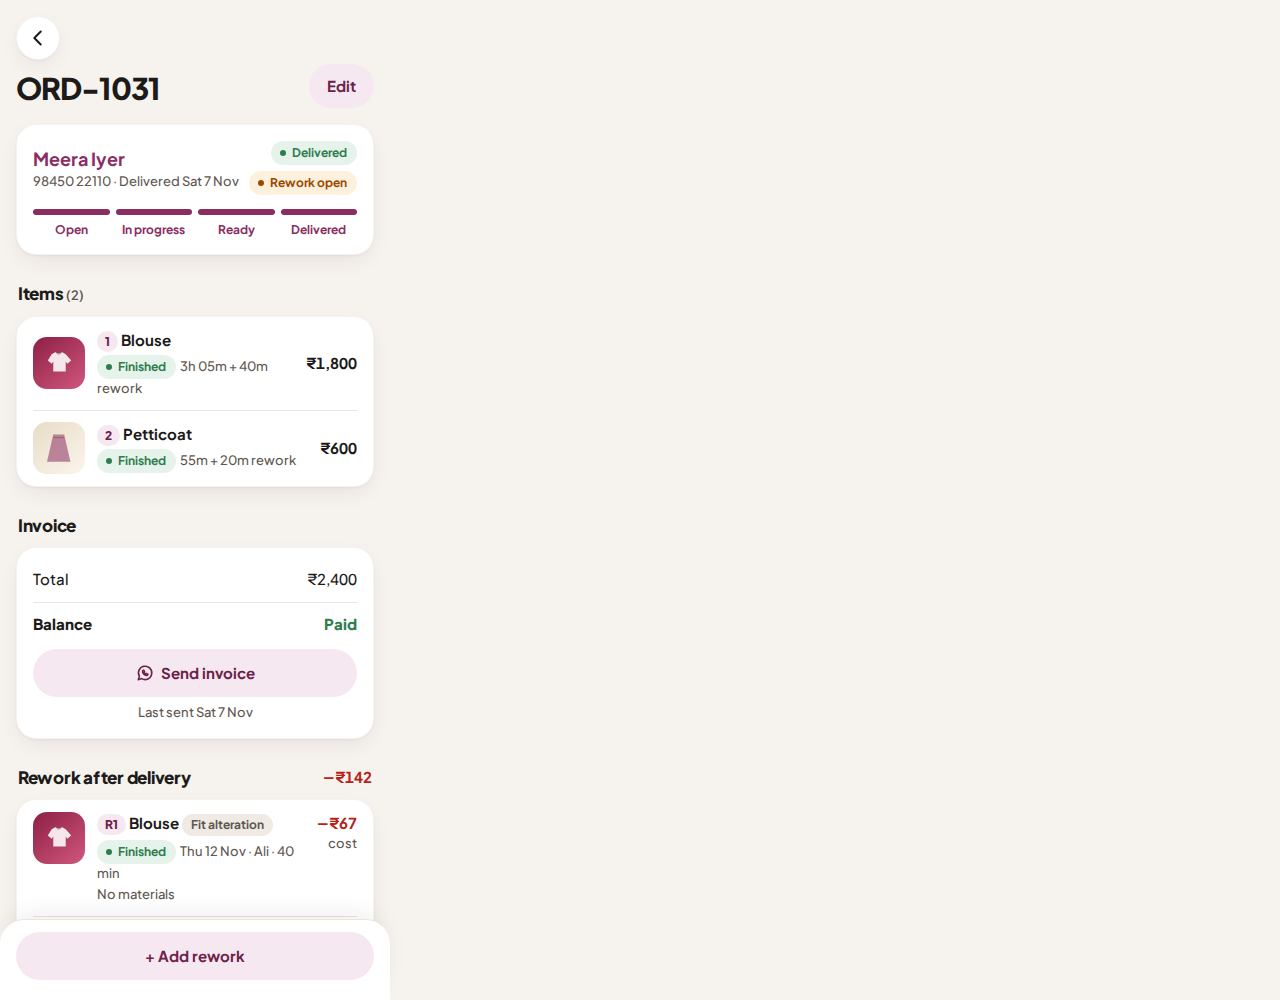 ORD-1031
Edit
Meera Iyer
Delivered
98450 22110 · Delivered Sat 7 Nov
Rework open
Open
In progress
Ready
Delivered
Items (2)
1 Blouse
Finished 3h 05m + 40m
rework
₹1,800
2 Petticoat
Finished 55m + 20m rework
₹600
Invoice
Total
₹2,400
Balance
Paid
Send invoice
Last sent Sat 7 Nov
Rework after delivery
−₹142
R1 Blouse Fit alteration
−₹67
Finished Thu 12 Nov · Ali · 40
min
cost
No materials
+ Add rework